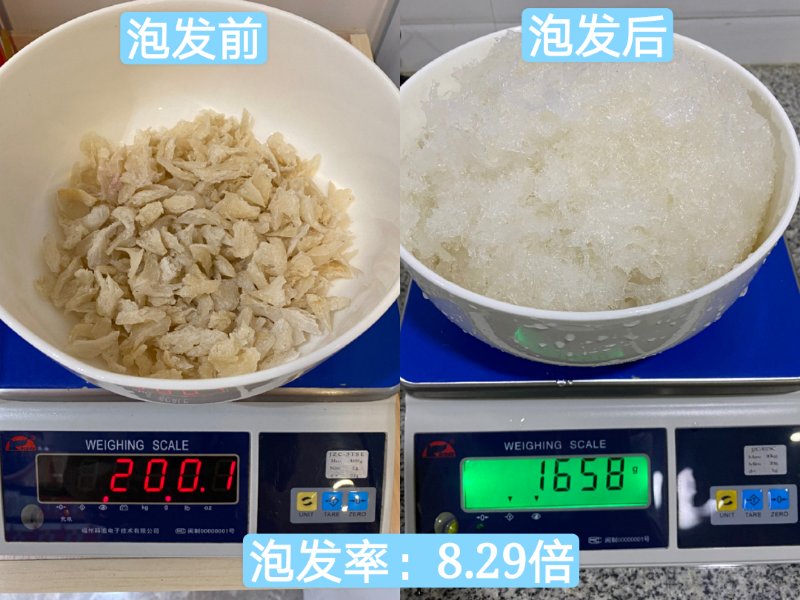 泡发前
泡发后
WEIGHING SCALE
200.1
UNIT TARE ZERO
WEIGHING SCALE
1658 g
UNIT TARE ZERO
泡发率：8.29倍